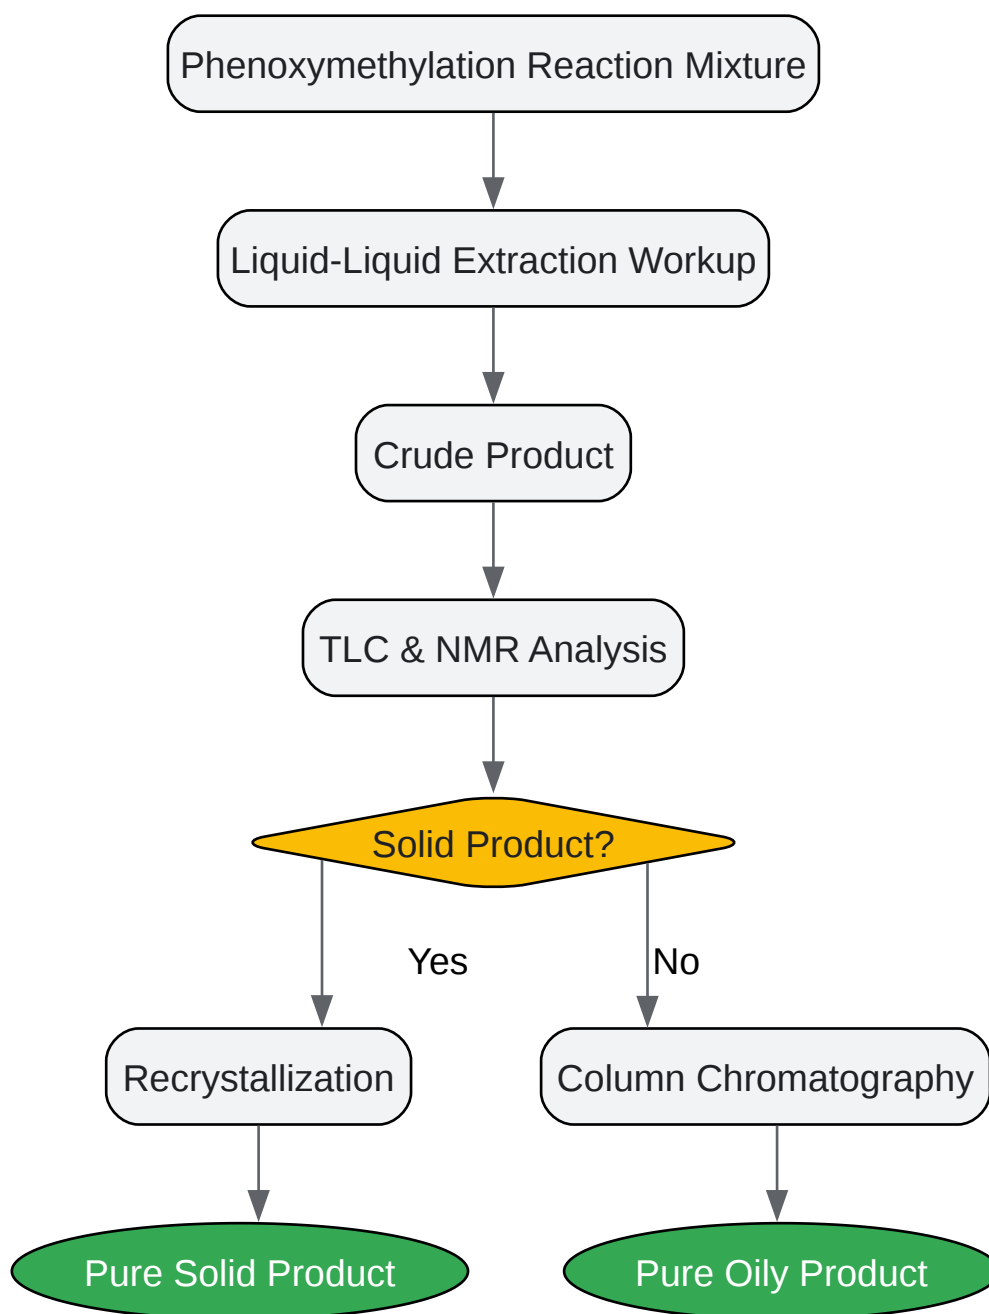 Phenoxymethylation Reaction Mixture
Liquid-Liquid Extraction Workup
Crude Product
TLC & NMR Analysis
Solid Product?
Yes
No
Recrystallization
Column Chromatography
Pure Solid Product
Pure Oily Product